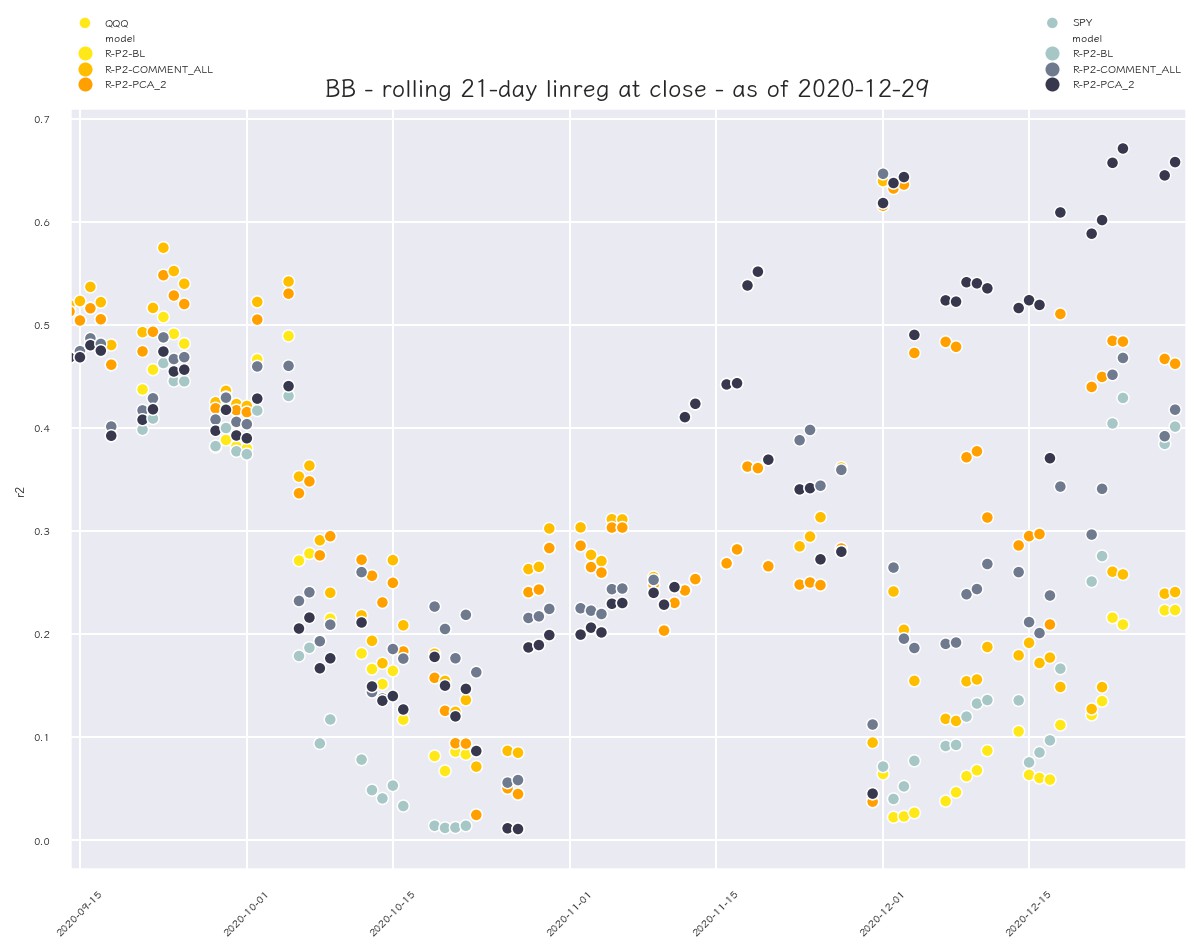 QQQ
model
R-P2-BL
R-P2-COMMENT_ALL
R-P2-PCA_2
SPY
model
R-P2-BL
R-P2-COMMENT_ALL
R-P2-PCA_2
BB - rolling 21-day linreg at close - as of 2020-12-29
0.7
0.6
0.5
0.4
0.3
0.2
0.1
0.0
r2
2020-09-15
2020-10-01
2020-10-15
2020-11-01
2020-11-15
2020-12-01
2020-12-15